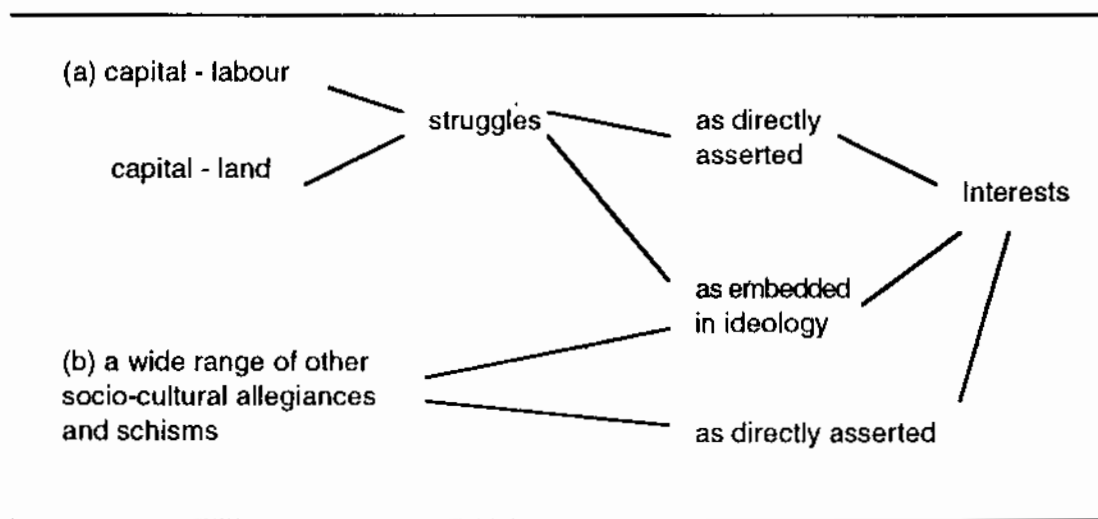 (a) capital - labour
capital - land
struggles
as directly
asserted
Interests
as embedded
in ideology
(b) a wide range of other
socio-cultural allegiances
and schisms
as directly asserted